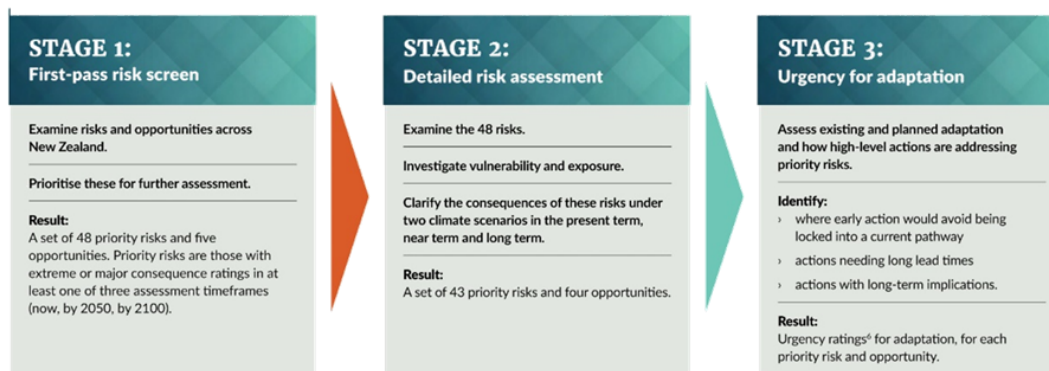 STAGE 1:
First-pass risk screen
Examine risks and opportunities across
New Zealand.
Prioritise these for further assessment.
Result:
A set of 48 priority risks and five
opportunities. Priority risks are those with
extreme or major consequence ratings in at
least one of three assessment timeframes
(now, by 2050, by 2100).
STAGE 2:
Detailed risk assessment
Examine the 48 risks.
Investigate vulnerability and exposure.
Clarify the consequences of these risks under
two climate scenarios in the present term,
near term and long term.
Result:
A set of 43 priority risks and four opportunities.
STAGE 3:
Urgency for adaptation
Assess existing and planned adaptation
and how high-level actions are addressing
priority risks.
Identify:
› where early action would avoid being
locked into a current pathway
› actions needing long lead times
› actions with long-term implications.
Result:
Urgency ratings⁶ for adaptation, for each
priority risk and opportunity.